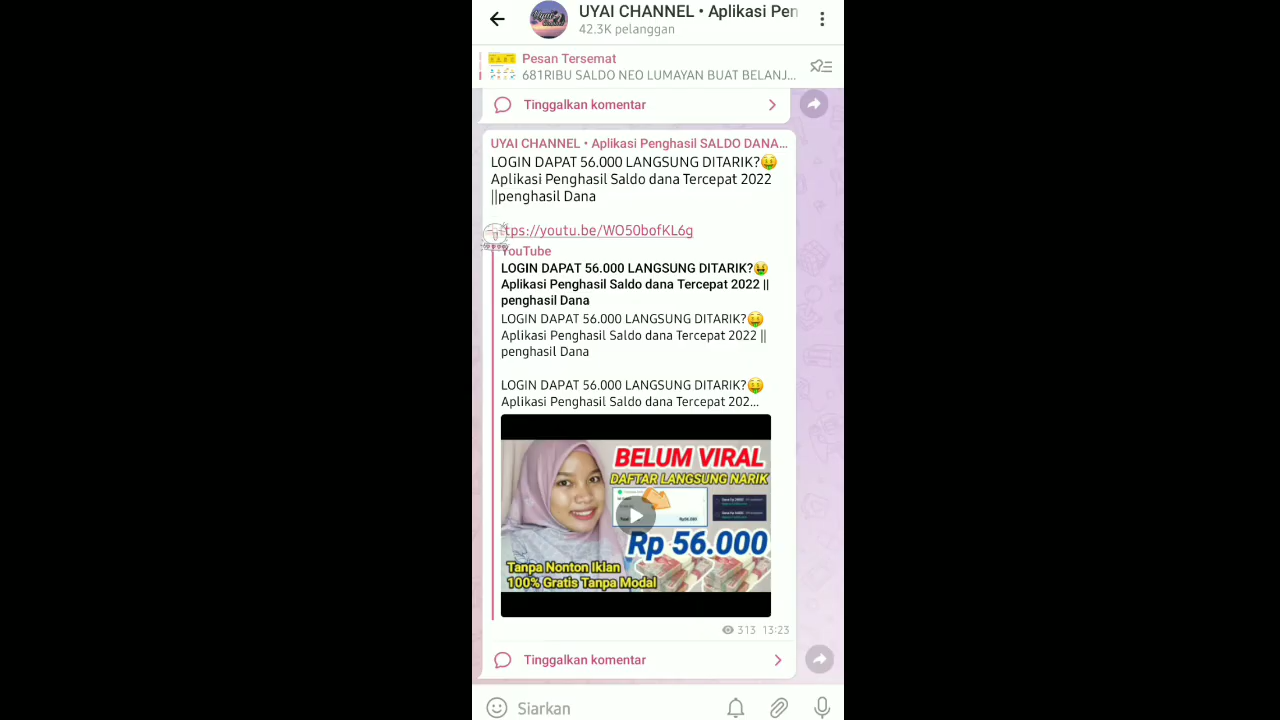 UYAI CHANNEL • Aplikasi Pen
42.3K pelanggan
Pesan Tersemat
681RIBU SALDO NEO LUMAYAN BUAT BELANJ...
Tinggalkan komentar
UYAI CHANNEL • Aplikasi Penghasil SALDO DANA...
LOGIN DAPAT 56.000 LANGSUNG DITARIK?🤑
Aplikasi Penghasil Saldo dana Tercepat 2022
||penghasil Dana
tps://youtu.be/WO50bofKL6g
YouTube
LOGIN DAPAT 56.000 LANGSUNG DITARIK?🤑
Aplikasi Penghasil Saldo dana Tercepat 2022 ||
penghasil Dana
LOGIN DAPAT 56.000 LANGSUNG DITARIK?🤑
Aplikasi Penghasil Saldo dana Tercepat 2022 ||
penghasil Dana
LOGIN DAPAT 56.000 LANGSUNG DITARIK?🤑
Aplikasi Penghasil Saldo dana Tercepat 202...
BELUM VIRAL
DAFTAR LANGSUNG NARIK
Rp 56.000
Tanpa Nonton Iklan
100% Gratis Tanpa Modal
313 13:23
Tinggalkan komentar
Siarkan